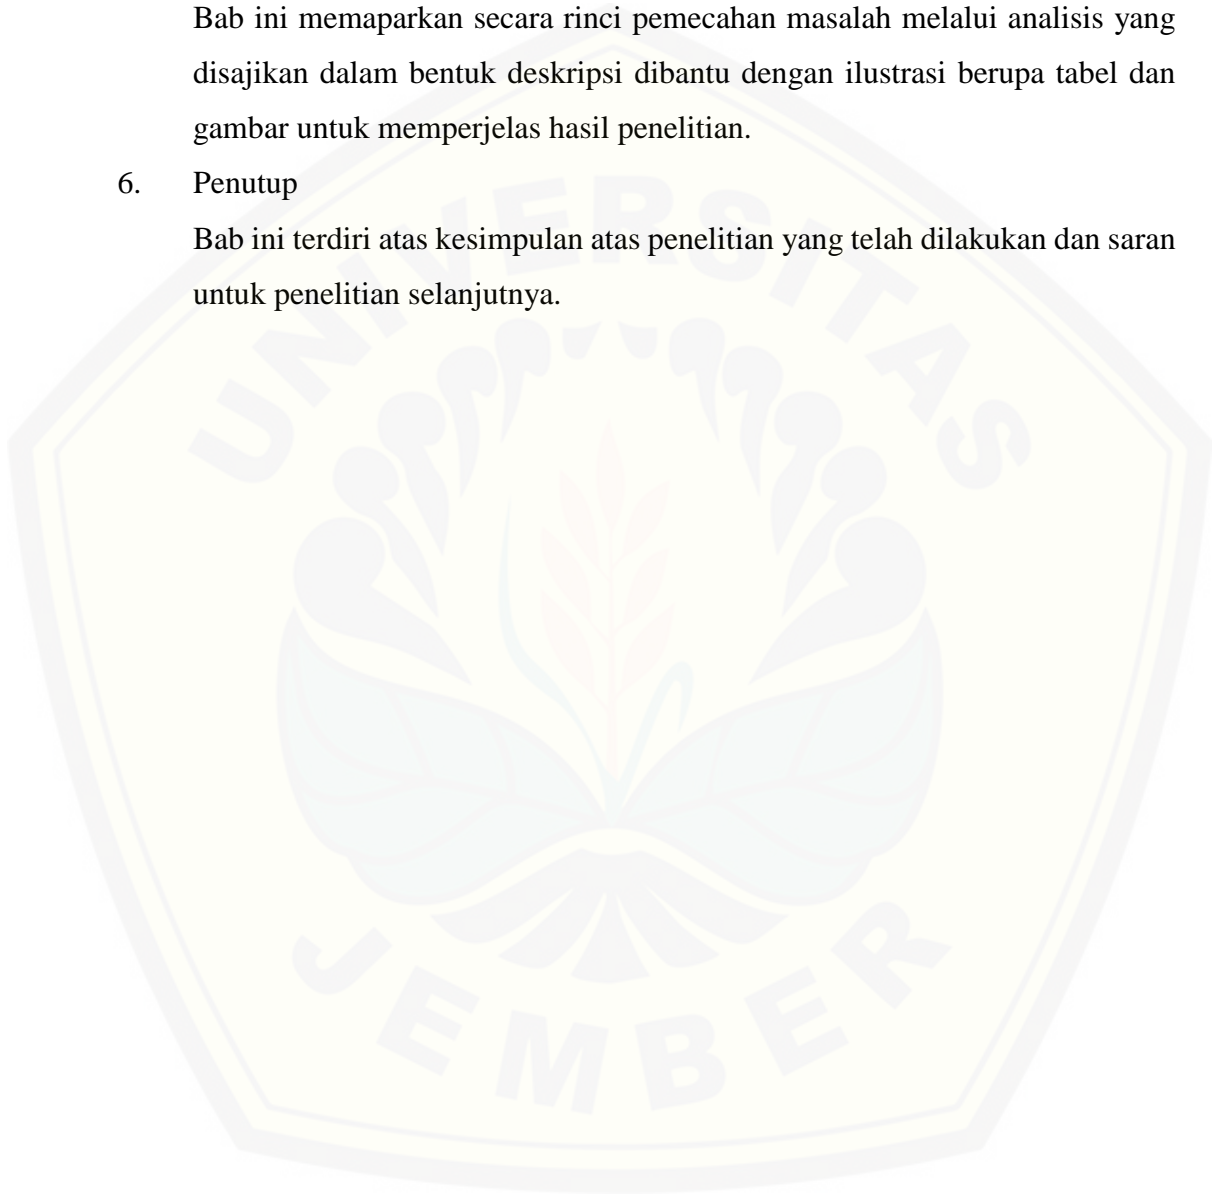 Bab ini memaparkan secara rinci pemecahan masalah melalui analisis yang
disajikan dalam bentuk deskripsi dibantu dengan ilustrasi berupa tabel dan
gambar untuk memperjelas hasil penelitian.
6. Penutup
Bab ini terdiri atas kesimpulan atas penelitian yang telah dilakukan dan saran
untuk penelitian selanjutnya.
UNIVERSITAS
JEMBER